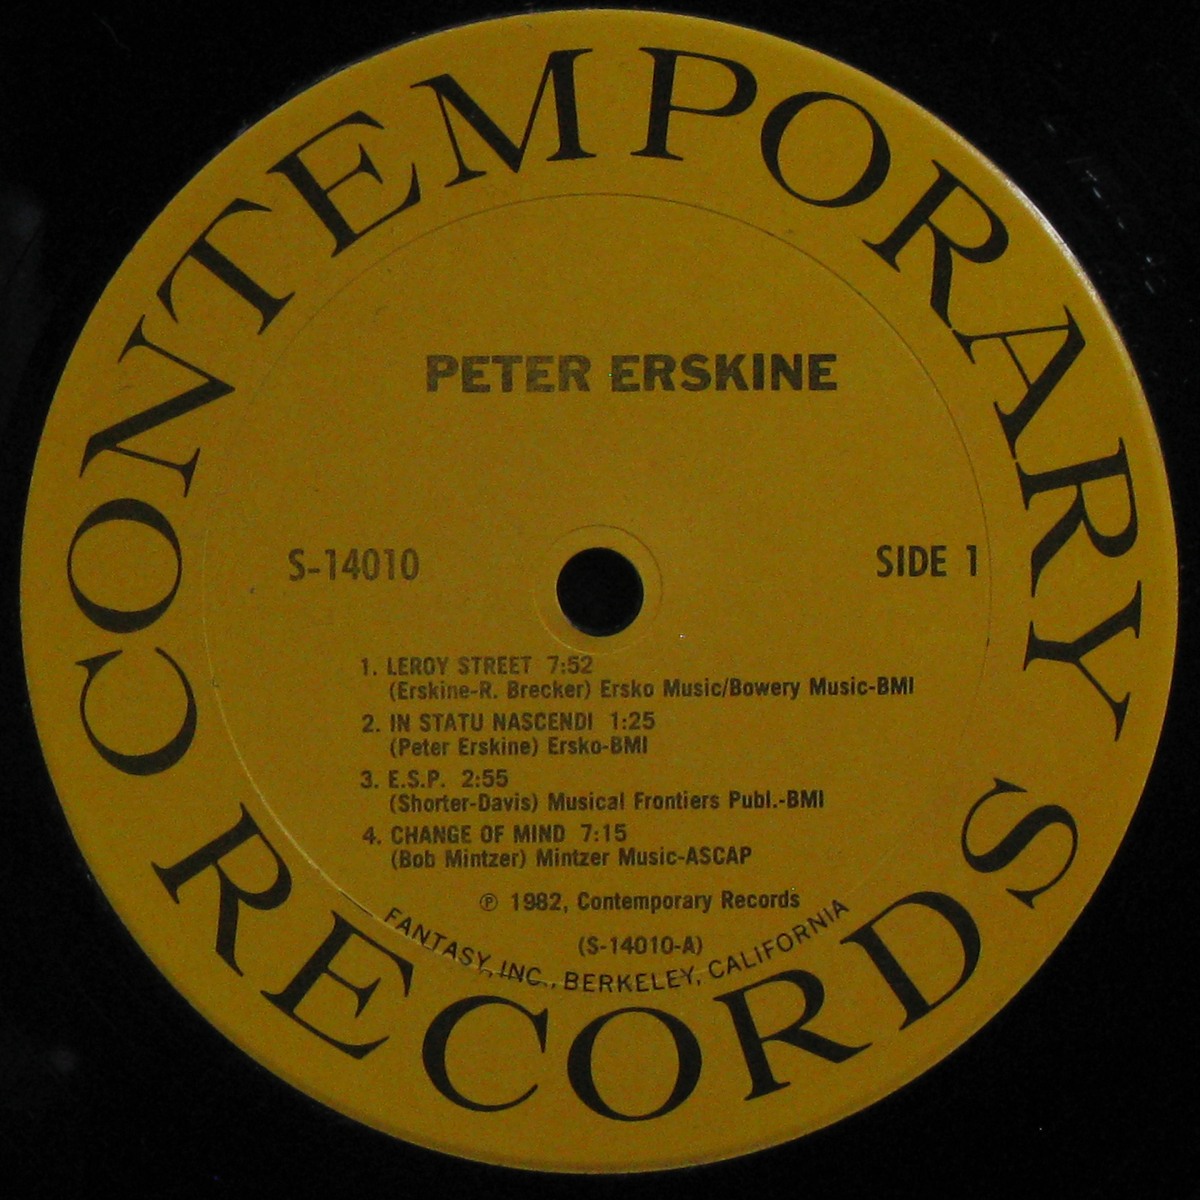 CONTEMPORARY
RECORDS
PETER ERSKINE
S-14010
SIDE 1
1. LEROY STREET 7:52
(Erskine-R. Brecker) Ersko Music/Bowery Music-BMI
2. IN STATU NASCENDI 1:25
(Peter Erskine) Ersko-BMI
3. E.S.P. 2:55
(Shorter-Davis) Musical Frontiers Publ.-BMI
4. CHANGE OF MIND 7:15
(Bob Mintzer) Mintzer Music-ASCAP
℗ 1982, Contemporary Records
(S-14010-A)
FANTASY, INC., BERKELEY, CALIFORNIA